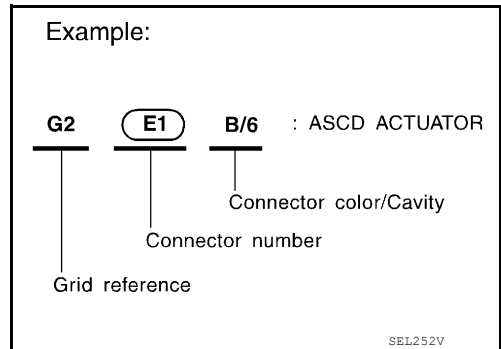 Example:
G2 E1 B/6 : ASCD ACTUATOR
Connector color/Cavity
Connector number
Grid reference
SEL252V